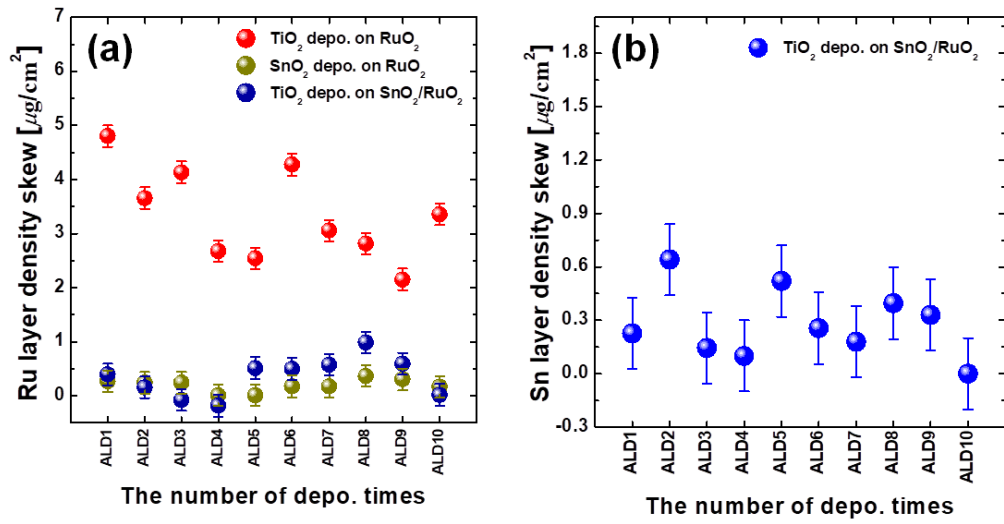 (a)
TiO₂ depo. on RuO₂
SnO₂ depo. on RuO₂
TiO₂ depo. on SnO₂/RuO₂
Ru layer density skew [μg/cm²]
7
6
5
4
3
2
1
0
ALD1
ALD2
ALD3
ALD4
ALD5
ALD6
ALD7
ALD8
ALD9
ALD10
The number of depo. times
(b)
TiO₂ depo. on SnO₂/RuO₂
Sn layer density skew [μg/cm²]
1.8
1.5
1.2
0.9
0.6
0.3
0.0
-0.3
ALD1
ALD2
ALD3
ALD4
ALD5
ALD6
ALD7
ALD8
ALD9
ALD10
The number of depo. times